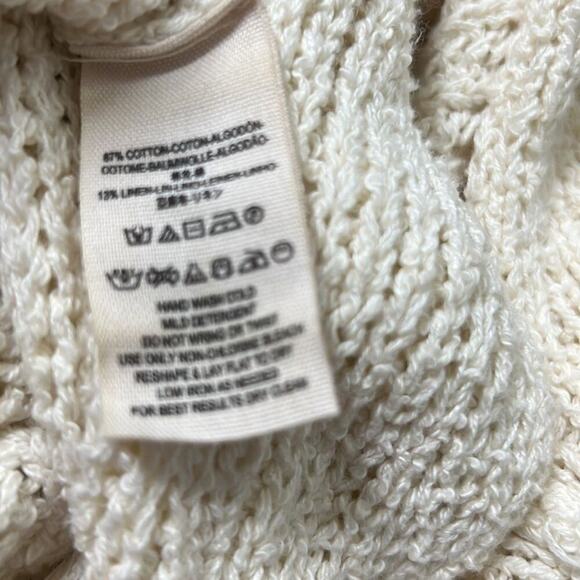 87% COTTON-COTON-ALGODÓN-
COTONE-BAUMWOLLE-ALGODÃO-
13% LINEN-LIN-LINO-LEINEN-LINHO-
HAND WASH COLD
MILD DETERGENT
DO NOT WRING OR TWIST
USE ONLY NON-CHLORINE BLEACH
RESHAPE & LAY FLAT TO DRY
LOW IRON AS NEEDED
FOR BEST RESULTS DRY CLEAN